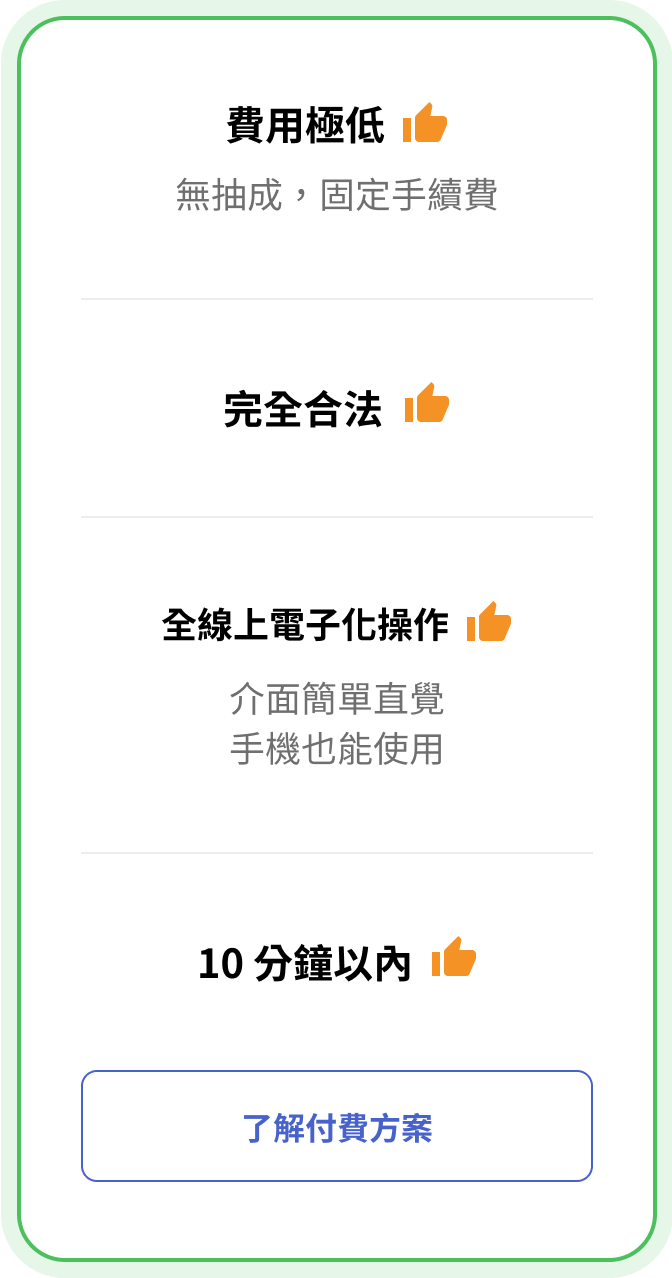 費用極低
無抽成，固定手續費
完全合法
全線上電子化操作
介面簡單直覺
手機也能使用
10 分鐘以內
了解付費方案